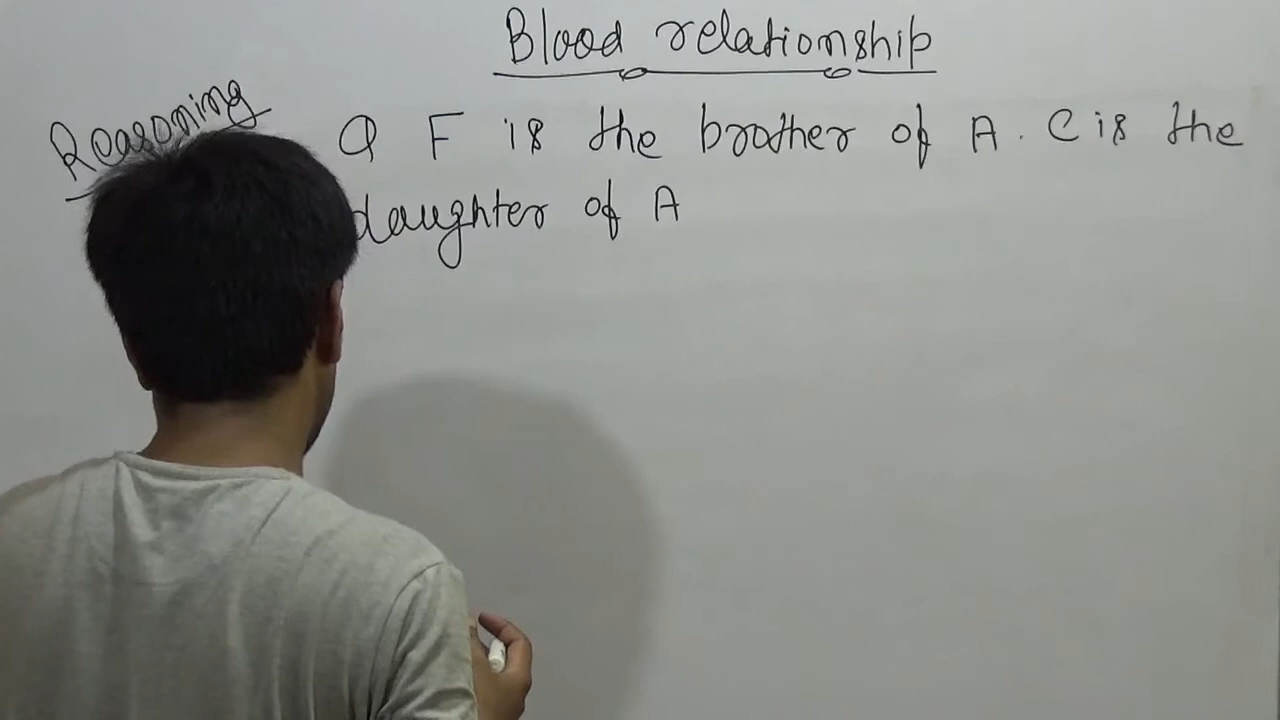 Blood relationship
Reasoning
Q F is the brother of A. C is the
daughter of A